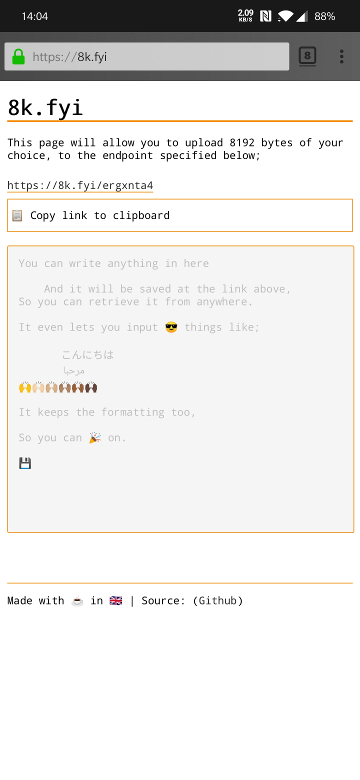 14:04 2.09 KB/S 88%
https://8k.fyi 8
8k.fyi
This page will allow you to upload 8192 bytes of your
choice, to the endpoint specified below;
https://8k.fyi/ergxnta4
📋 Copy link to clipboard
You can write anything in here
And it will be saved at the link above,
So you can retrieve it from anywhere.
It even lets you input 😎 things like;
こんにちは
مرحبا
🙌🙌🏻🙌🏼🙌🏽🙌🏾🙌🏿
It keeps the formatting too,
So you can 🎉 on.
💾
Made with ☕ in 🇬🇧 | Source: (Github)